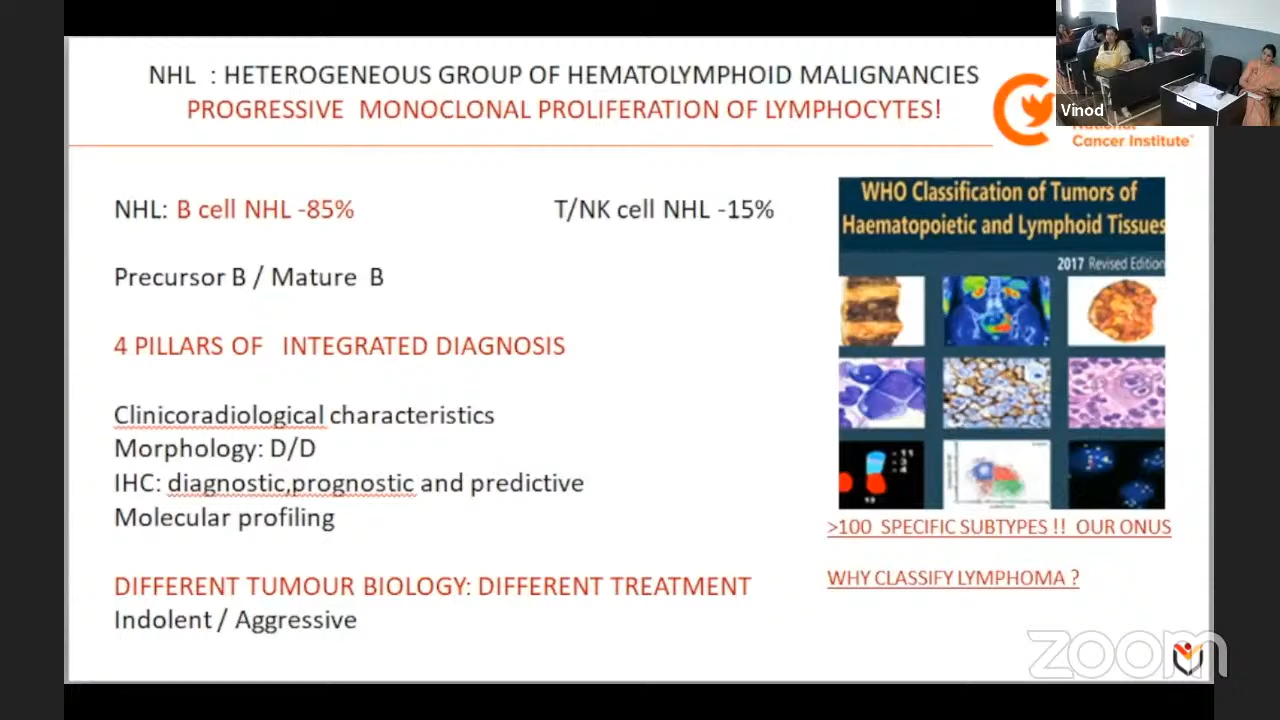 NHL : HETEROGENEOUS GROUP OF HEMATOLYMPHOID MALIGNANCIES
PROGRESSIVE MONOCLONAL PROLIFERATION OF LYMPHOCYTES!
Vinod
National
Cancer Institute
NHL: B cell NHL -85%
T/NK cell NHL -15%
Precursor B / Mature B
4 PILLARS OF INTEGRATED DIAGNOSIS
Clinicoradiological characteristics
Morphology: D/D
IHC: diagnostic,prognostic and predictive
Molecular profiling
DIFFERENT TUMOUR BIOLOGY: DIFFERENT TREATMENT
Indolent / Aggressive
WHO Classification of Tumors of
Haematopoietic and Lymphoid Tissues
2017 Revised Edition
>100 SPECIFIC SUBTYPES !! OUR ONUS
WHY CLASSIFY LYMPHOMA ?
zoom